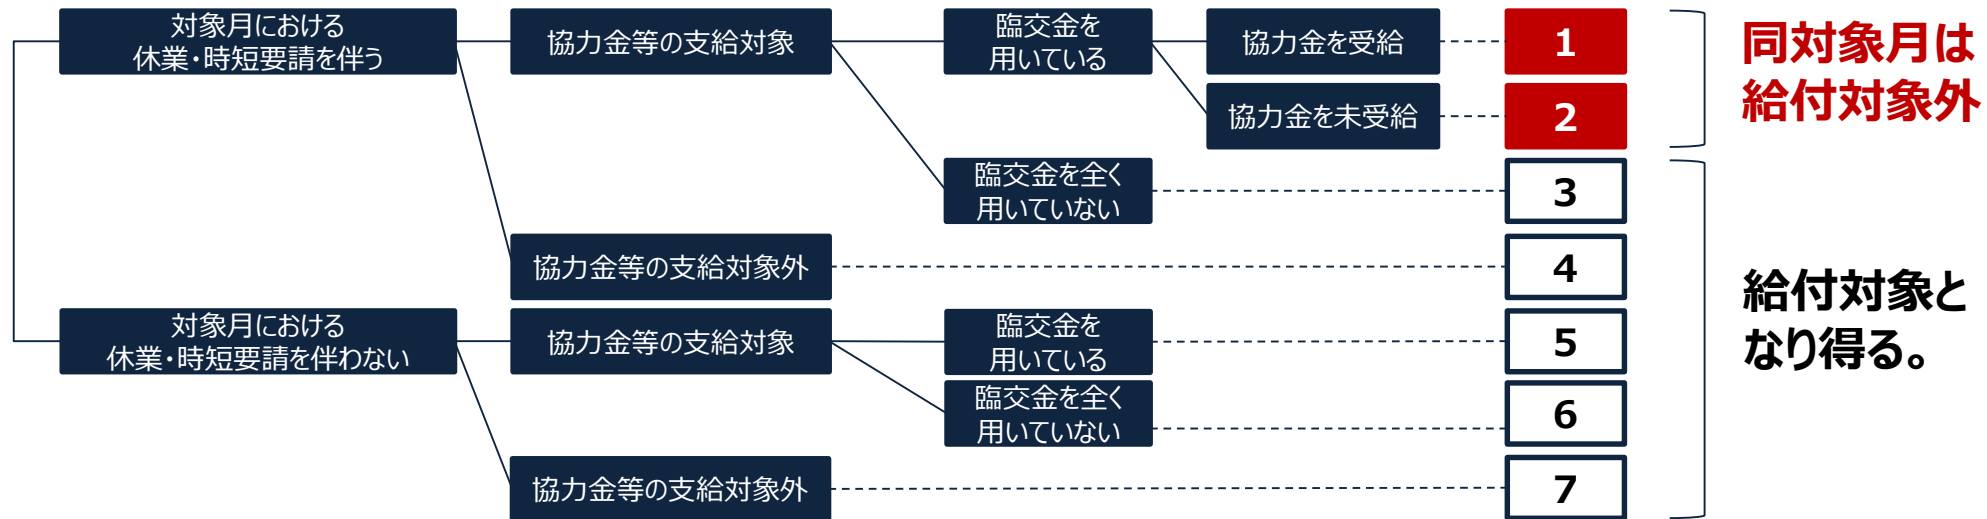 対象月における
休業・時短要請を伴う
協力金等の支給対象
臨交金を
用いている
協力金を受給
1
同対象月は
給付対象外
協力金を未受給
2
臨交金を全く
用いていない
3
協力金等の支給対象外
4
給付対象と
なり得る。
対象月における
休業・時短要請を伴わない
協力金等の支給対象
臨交金を
用いている
5
臨交金を全く
用いていない
6
協力金等の支給対象外
7